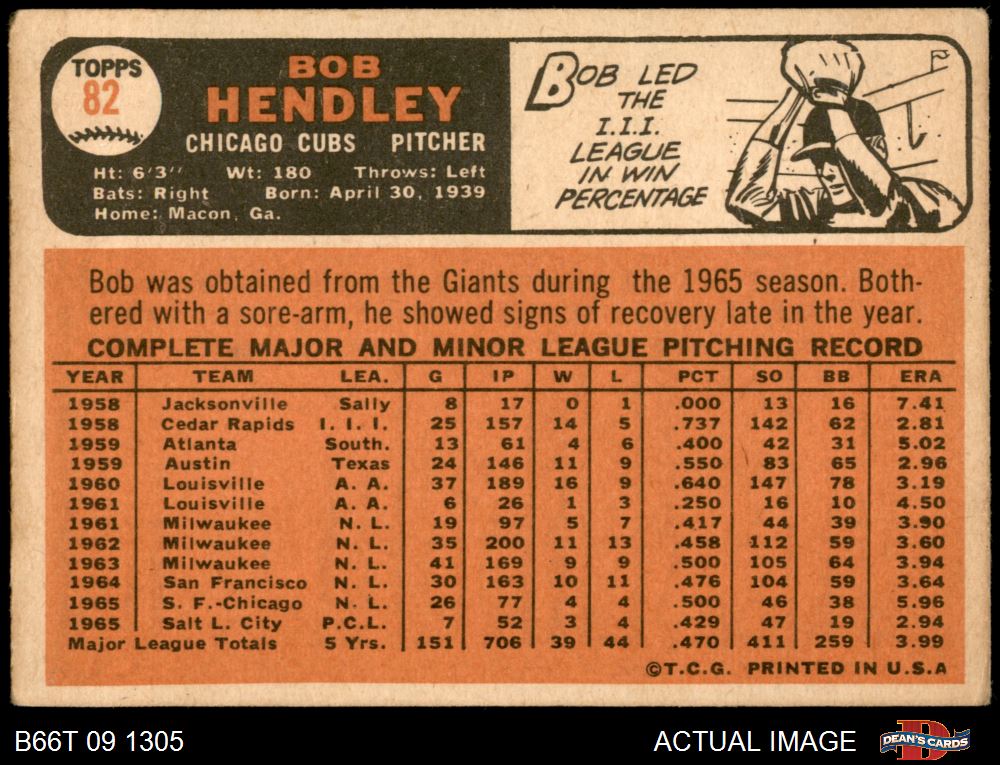 TOPPS
82
BOB
HENDLEY
CHICAGO CUBS PITCHER
Ht: 6'3'' Wt: 180 Throws: Left
Bats: Right Born: April 30, 1939
Home: Macon, Ga.
BOB LED
THE
I.I.I.
LEAGUE
IN WIN
PERCENTAGE
Bob was obtained from the Giants during the 1965 season. Both-
ered with a sore-arm, he showed signs of recovery late in the year.
COMPLETE MAJOR AND MINOR LEAGUE PITCHING RECORD
YEAR TEAM LEA. G IP W L PCT SO BB ERA
1958 Jacksonville Sally 8 17 0 1 .000 13 16 7.41
1958 Cedar Rapids I. I. I. 25 157 14 5 .737 142 62 2.81
1959 Atlanta South. 13 61 4 6 .400 42 31 5.02
1959 Austin Texas 24 146 11 9 .550 83 65 2.96
1960 Louisville A. A. 37 189 16 9 .640 147 78 3.19
1961 Louisville A. A. 6 26 1 3 .250 16 10 4.50
1961 Milwaukee N. L. 19 97 5 7 .417 44 39 3.90
1962 Milwaukee N. L. 35 200 11 13 .458 112 59 3.60
1963 Milwaukee N. L. 41 169 9 9 .500 105 64 3.94
1964 San Francisco N. L. 30 163 10 11 .476 104 59 3.64
1965 S. F.-Chicago N. L. 26 77 4 4 .500 46 38 5.96
1965 Salt L. City P.C.L. 7 52 3 4 .429 47 19 2.94
Major League Totals 5 Yrs. 151 706 39 44 .470 411 259 3.99
©T.C.G. PRINTED IN U.S.A
B66T 09 1305
ACTUAL IMAGE
DEAN'S CARDS